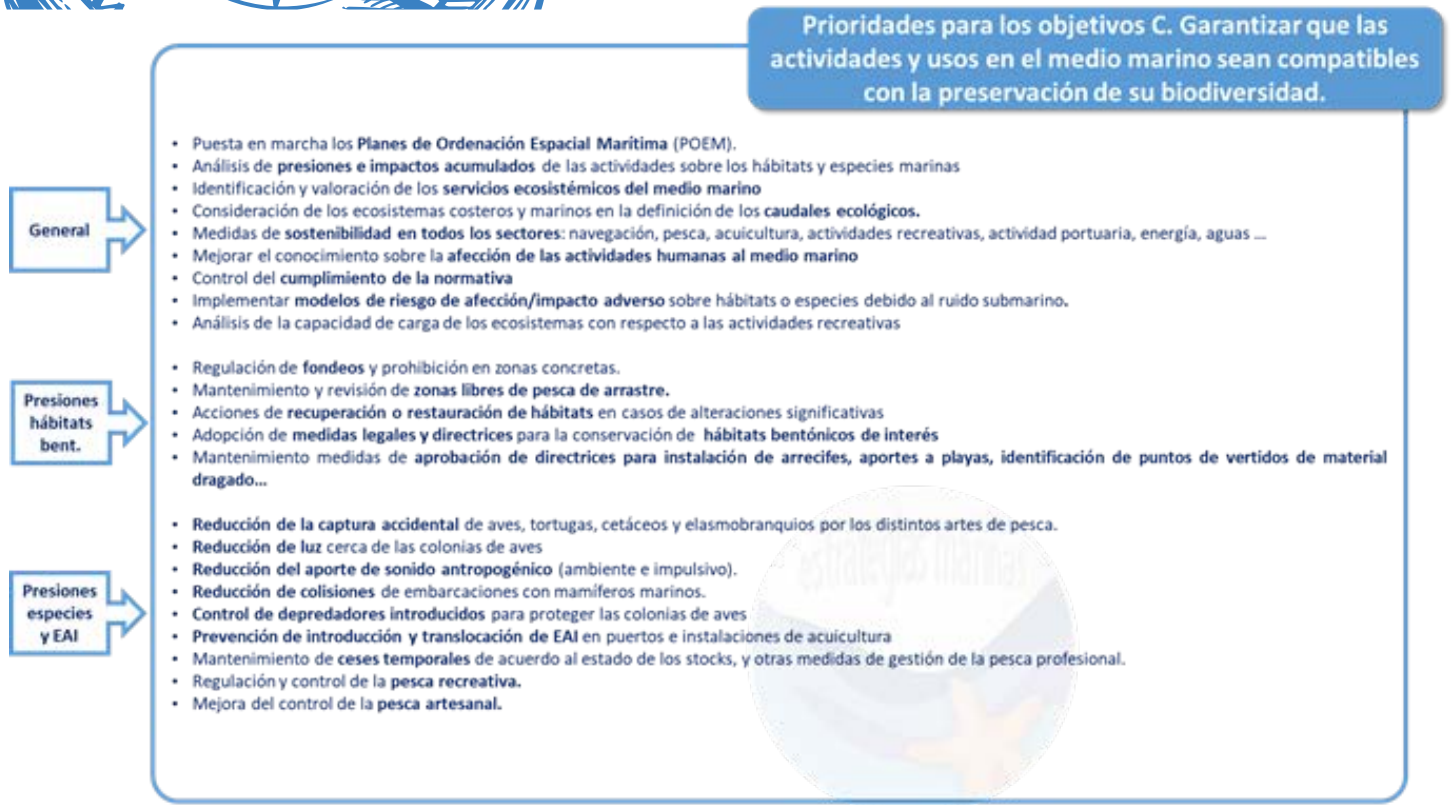 Prioridades para los objetivos C. Garantizar que las
actividades y usos en el medio marino sean compatibles
con la preservación de su biodiversidad.
General
• Puesta en marcha los Planes de Ordenación Espacial Marítima (POEM).
• Análisis de presiones e impactos acumulados de las actividades sobre los hábitats y especies marinas
• Identificación y valoración de los servicios ecosistémicos del medio marino
• Consideración de los ecosistemas costeros y marinos en la definición de los caudales ecológicos.
• Medidas de sostenibilidad en todos los sectores: navegación, pesca, acuicultura, actividades recreativas, actividad portuaria, energía, aguas ...
• Mejorar el conocimiento sobre la afección de las actividades humanas al medio marino
• Control del cumplimiento de la normativa
• Implementar modelos de riesgo de afección/impacto adverso sobre hábitats o especies debido al ruido submarino.
• Análisis de la capacidad de carga de los ecosistemas con respecto a las actividades recreativas
Presiones
hábitats
bent.
• Regulación de fondeos y prohibición en zonas concretas.
• Mantenimiento y revisión de zonas libres de pesca de arrastre.
• Acciones de recuperación o restauración de hábitats en casos de alteraciones significativas
• Adopción de medidas legales y directrices para la conservación de hábitats bentónicos de interés
• Mantenimiento medidas de aprobación de directrices para instalación de arrecifes, aportes a playas, identificación de puntos de vertidos de material
dragado...
Presiones
especies
y EAI
• Reducción de la captura accidental de aves, tortugas, cetáceos y elasmobranquios por los distintos artes de pesca.
• Reducción de luz cerca de las colonias de aves
• Reducción del aporte de sonido antropogénico (ambiente e impulsivo).
• Reducción de colisiones de embarcaciones con mamíferos marinos.
• Control de depredadores introducidos para proteger las colonias de aves
• Prevención de introducción y translocación de EAI en puertos e instalaciones de acuicultura
• Mantenimiento de ceses temporales de acuerdo al estado de los stocks, y otras medidas de gestión de la pesca profesional.
• Regulación y control de la pesca recreativa.
• Mejora del control de la pesca artesanal.
estrategias marinas